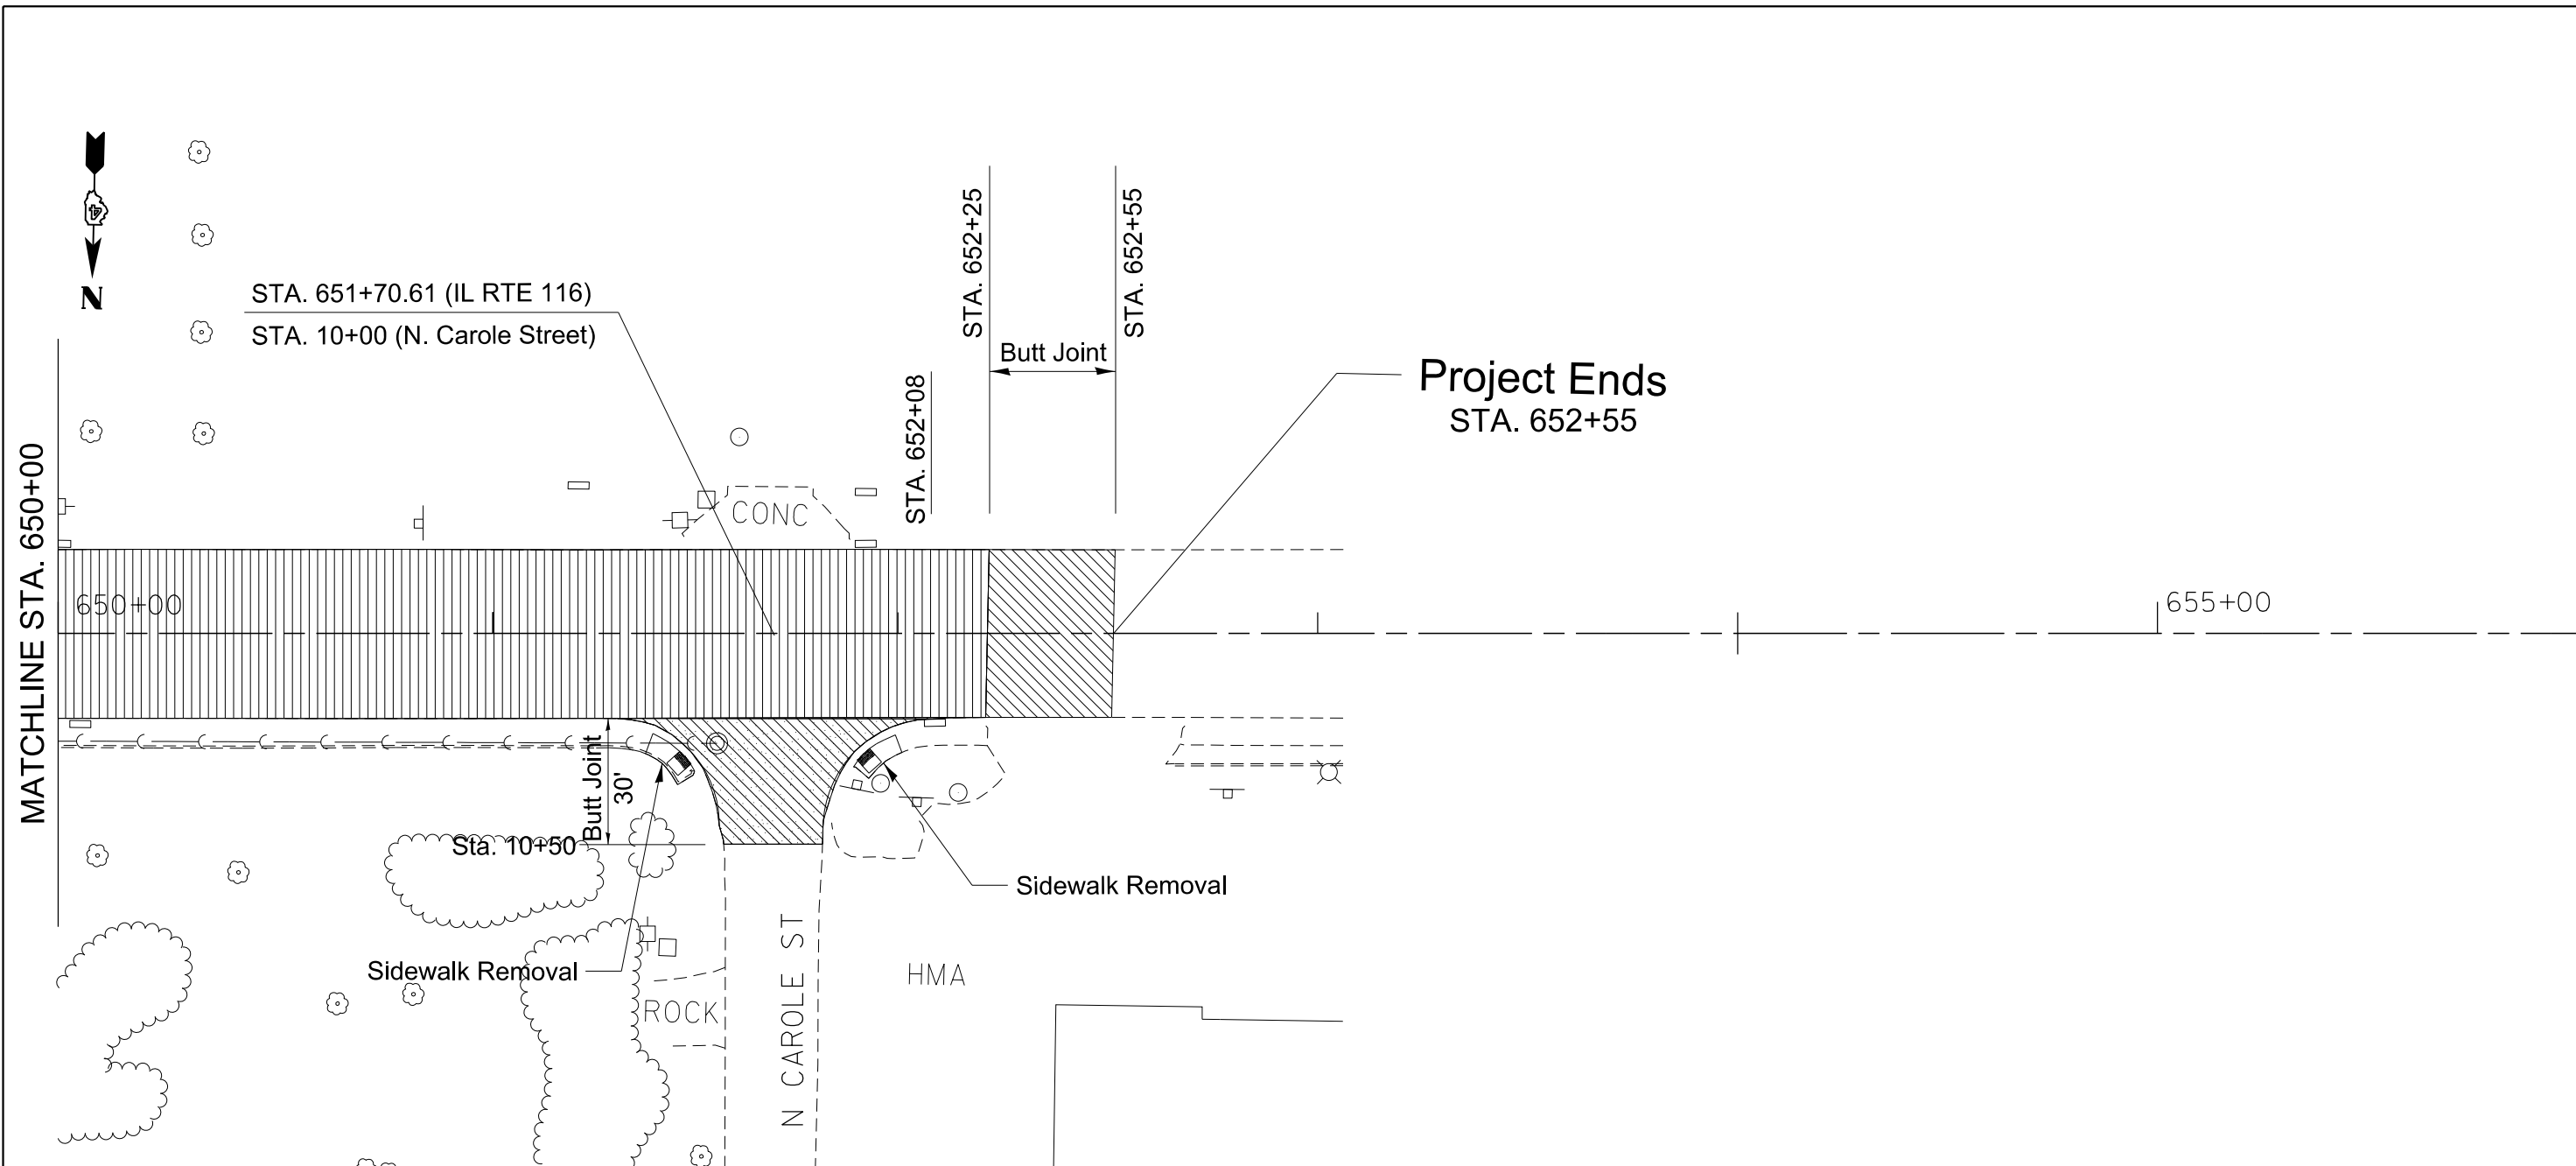 N
STA. 651+70.61 (IL RTE 116)
STA. 10+00 (N. Carole Street)
STA. 652+25
STA. 652+55
Butt Joint
STA. 652+08
Project Ends
STA. 652+55
MATCHLINE STA. 650+00
CONC
650+00
655+00
Butt Joint
30'
Sta. 10+50
Sidewalk Removal
Sidewalk Removal
ROCK
N CAROLE ST
HMA
4